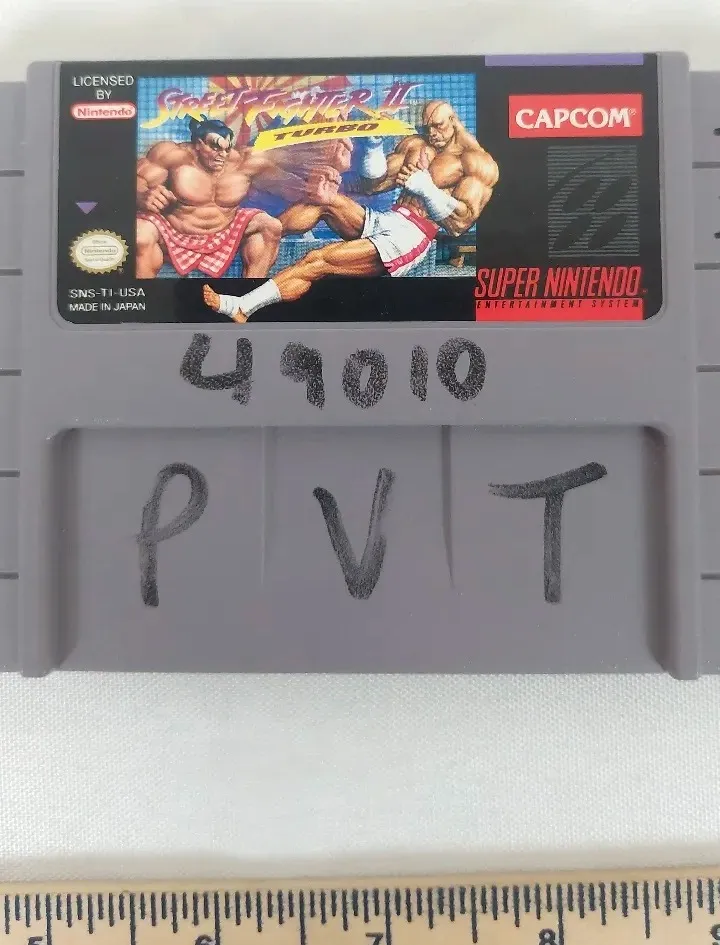 LICENSED
BY
Nintendo
STREET FIGHTER II
TURBO
CAPCOM®
Nintendo
SNS-TI-USA
MADE IN JAPAN
SUPER NINTENDO
ENTERTAINMENT SYSTEM
49010
P V T
5 6 7 8